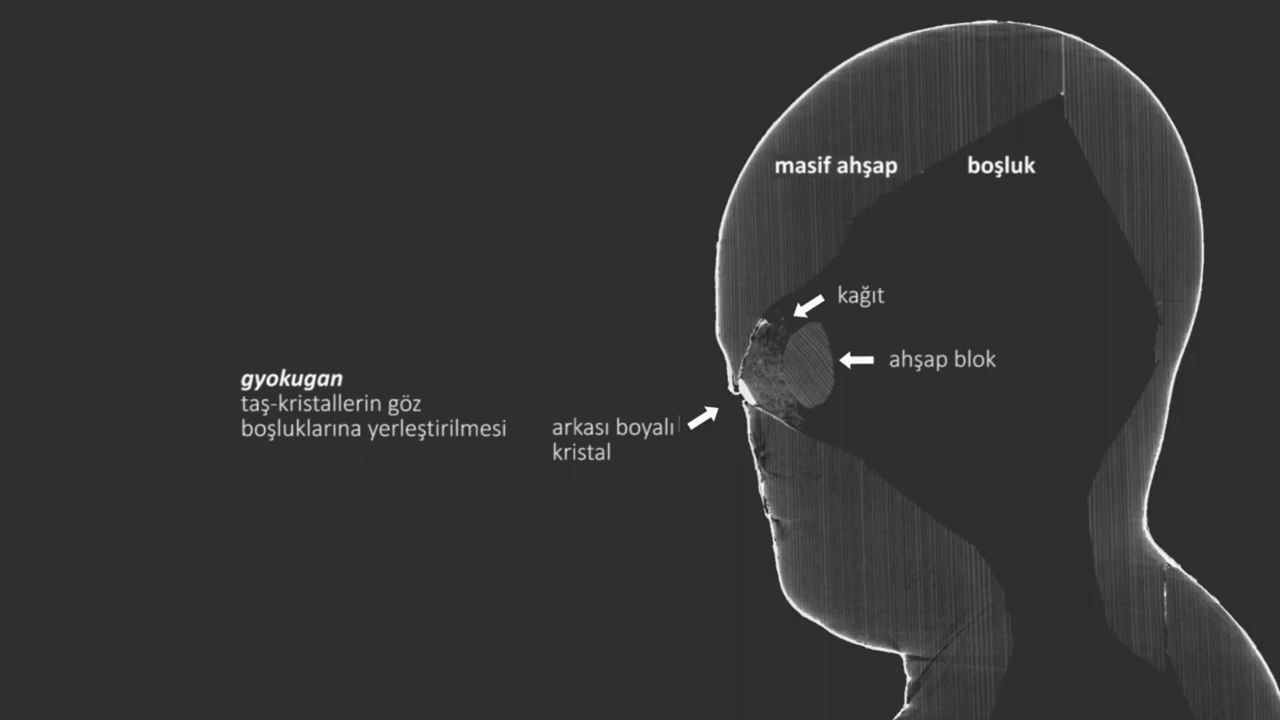 masif ahşap
boşluk
kağıt
ahşap blok
gyokugan
taş-kristallerin göz
boşluklarına yerleştirilmesi
arkası boyalı
kristal